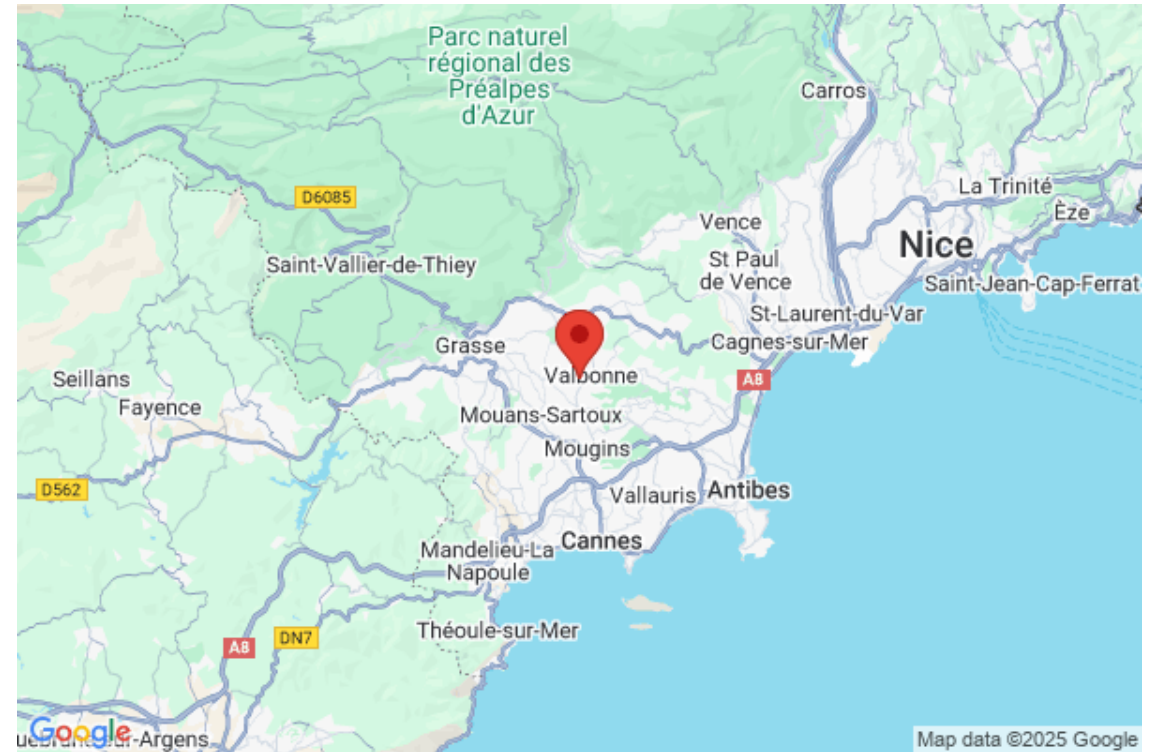 Parc naturel
régional des
Préalpes
d'Azur
Carros
D6085
La Trinité
Èze
Vence
Nice
St Paul
de Vence
Saint-Vallier-de-Thiey
Saint-Jean-Cap-Ferrat
St-Laurent-du-Var
Grasse
Cagnes-sur-Mer
Valbonne
A8
Seillans
Fayence
Mouans-Sartoux
Mougins
D562
Vallauris
Antibes
Cannes
Mandelieu-La
Napoule
Théoule-sur-Mer
DN7
A8
Google
-Argens
Map data ©2025 Google